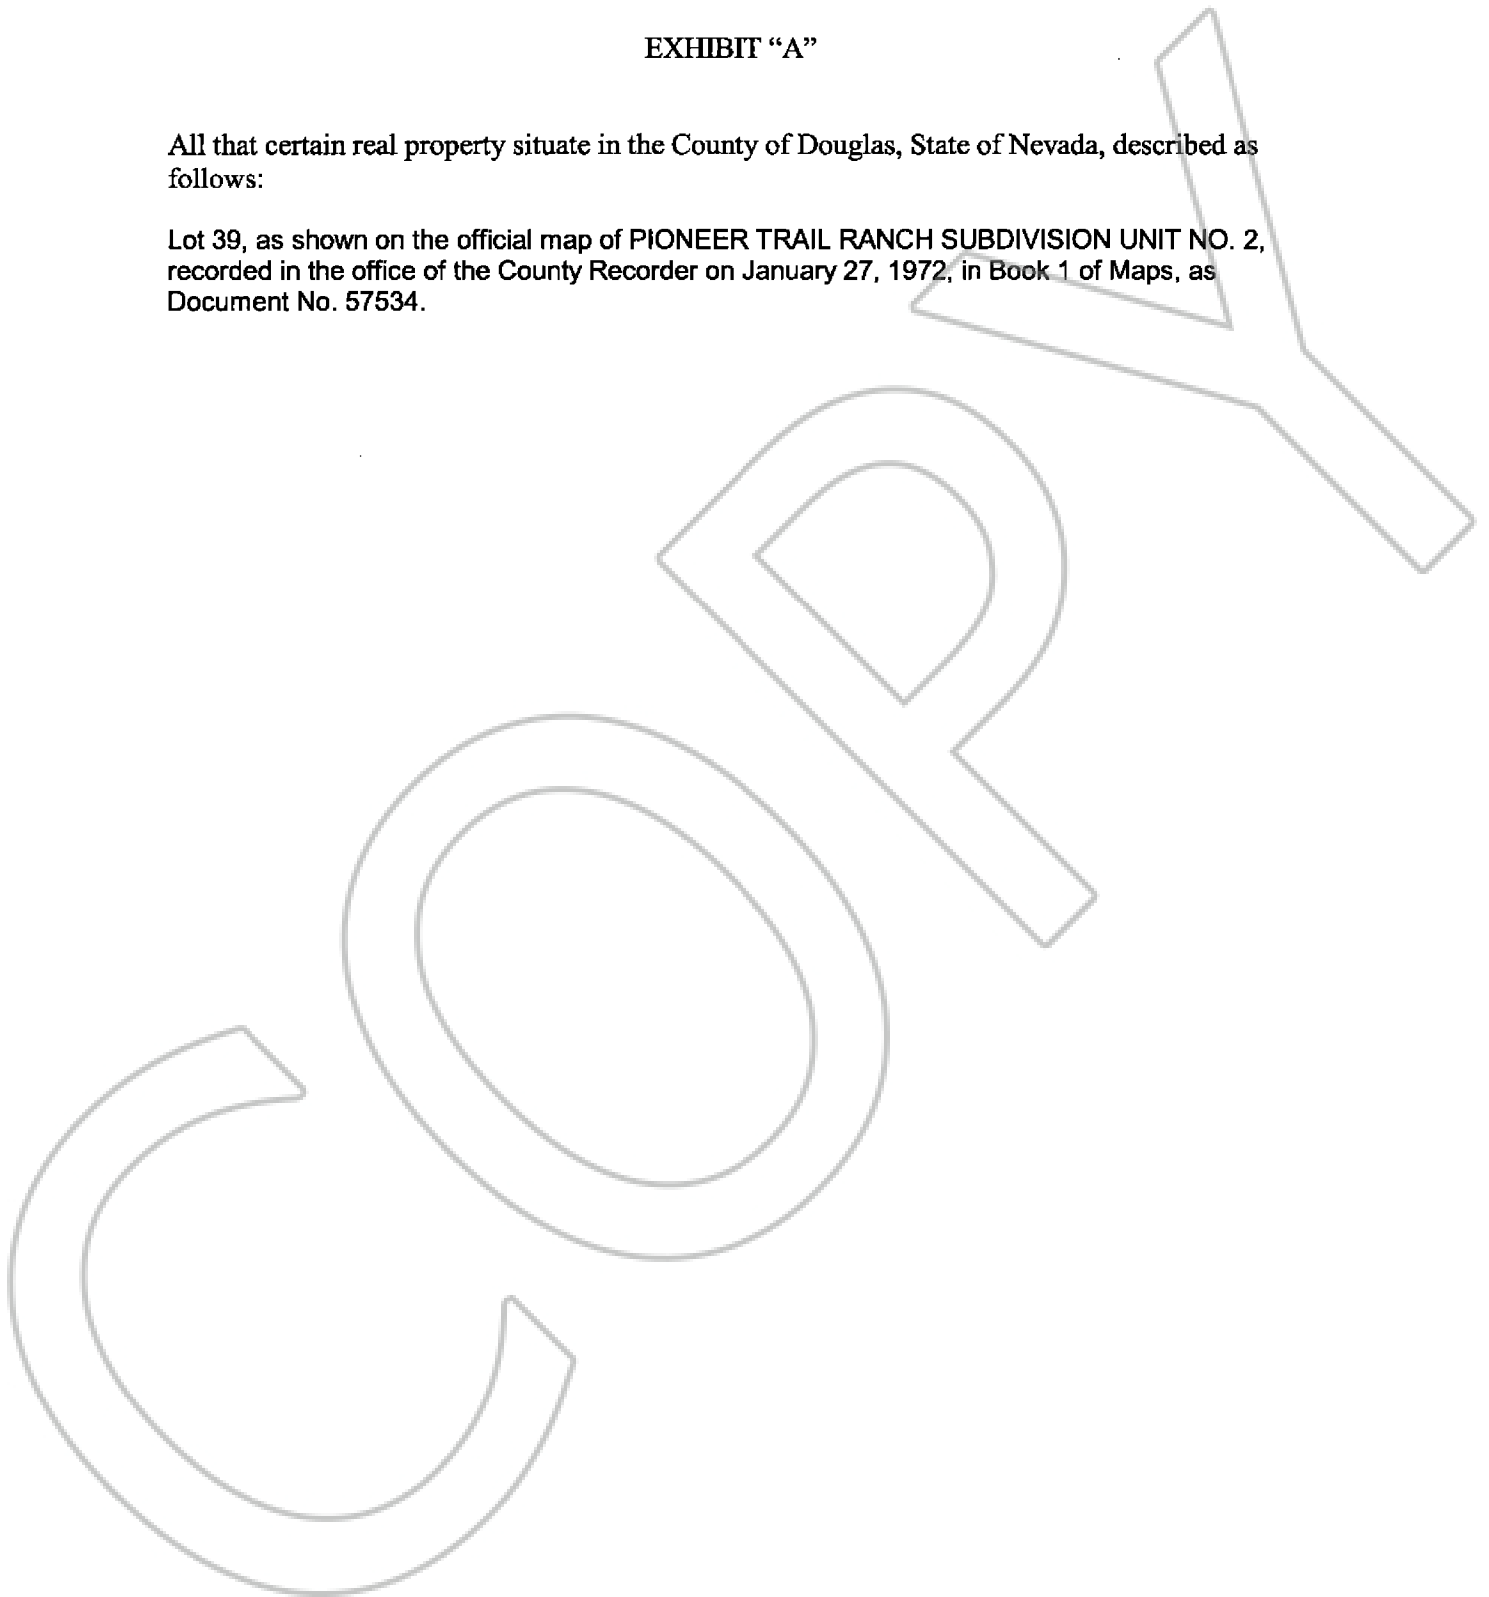 EXHIBIT “A”
All that certain real property situate in the County of Douglas, State of Nevada, described as
follows:
Lot 39, as shown on the official map of PIONEER TRAIL RANCH SUBDIVISION UNIT NO. 2,
recorded in the office of the County Recorder on January 27, 1972, in Book 1 of Maps, as
Document No. 57534.
COPY